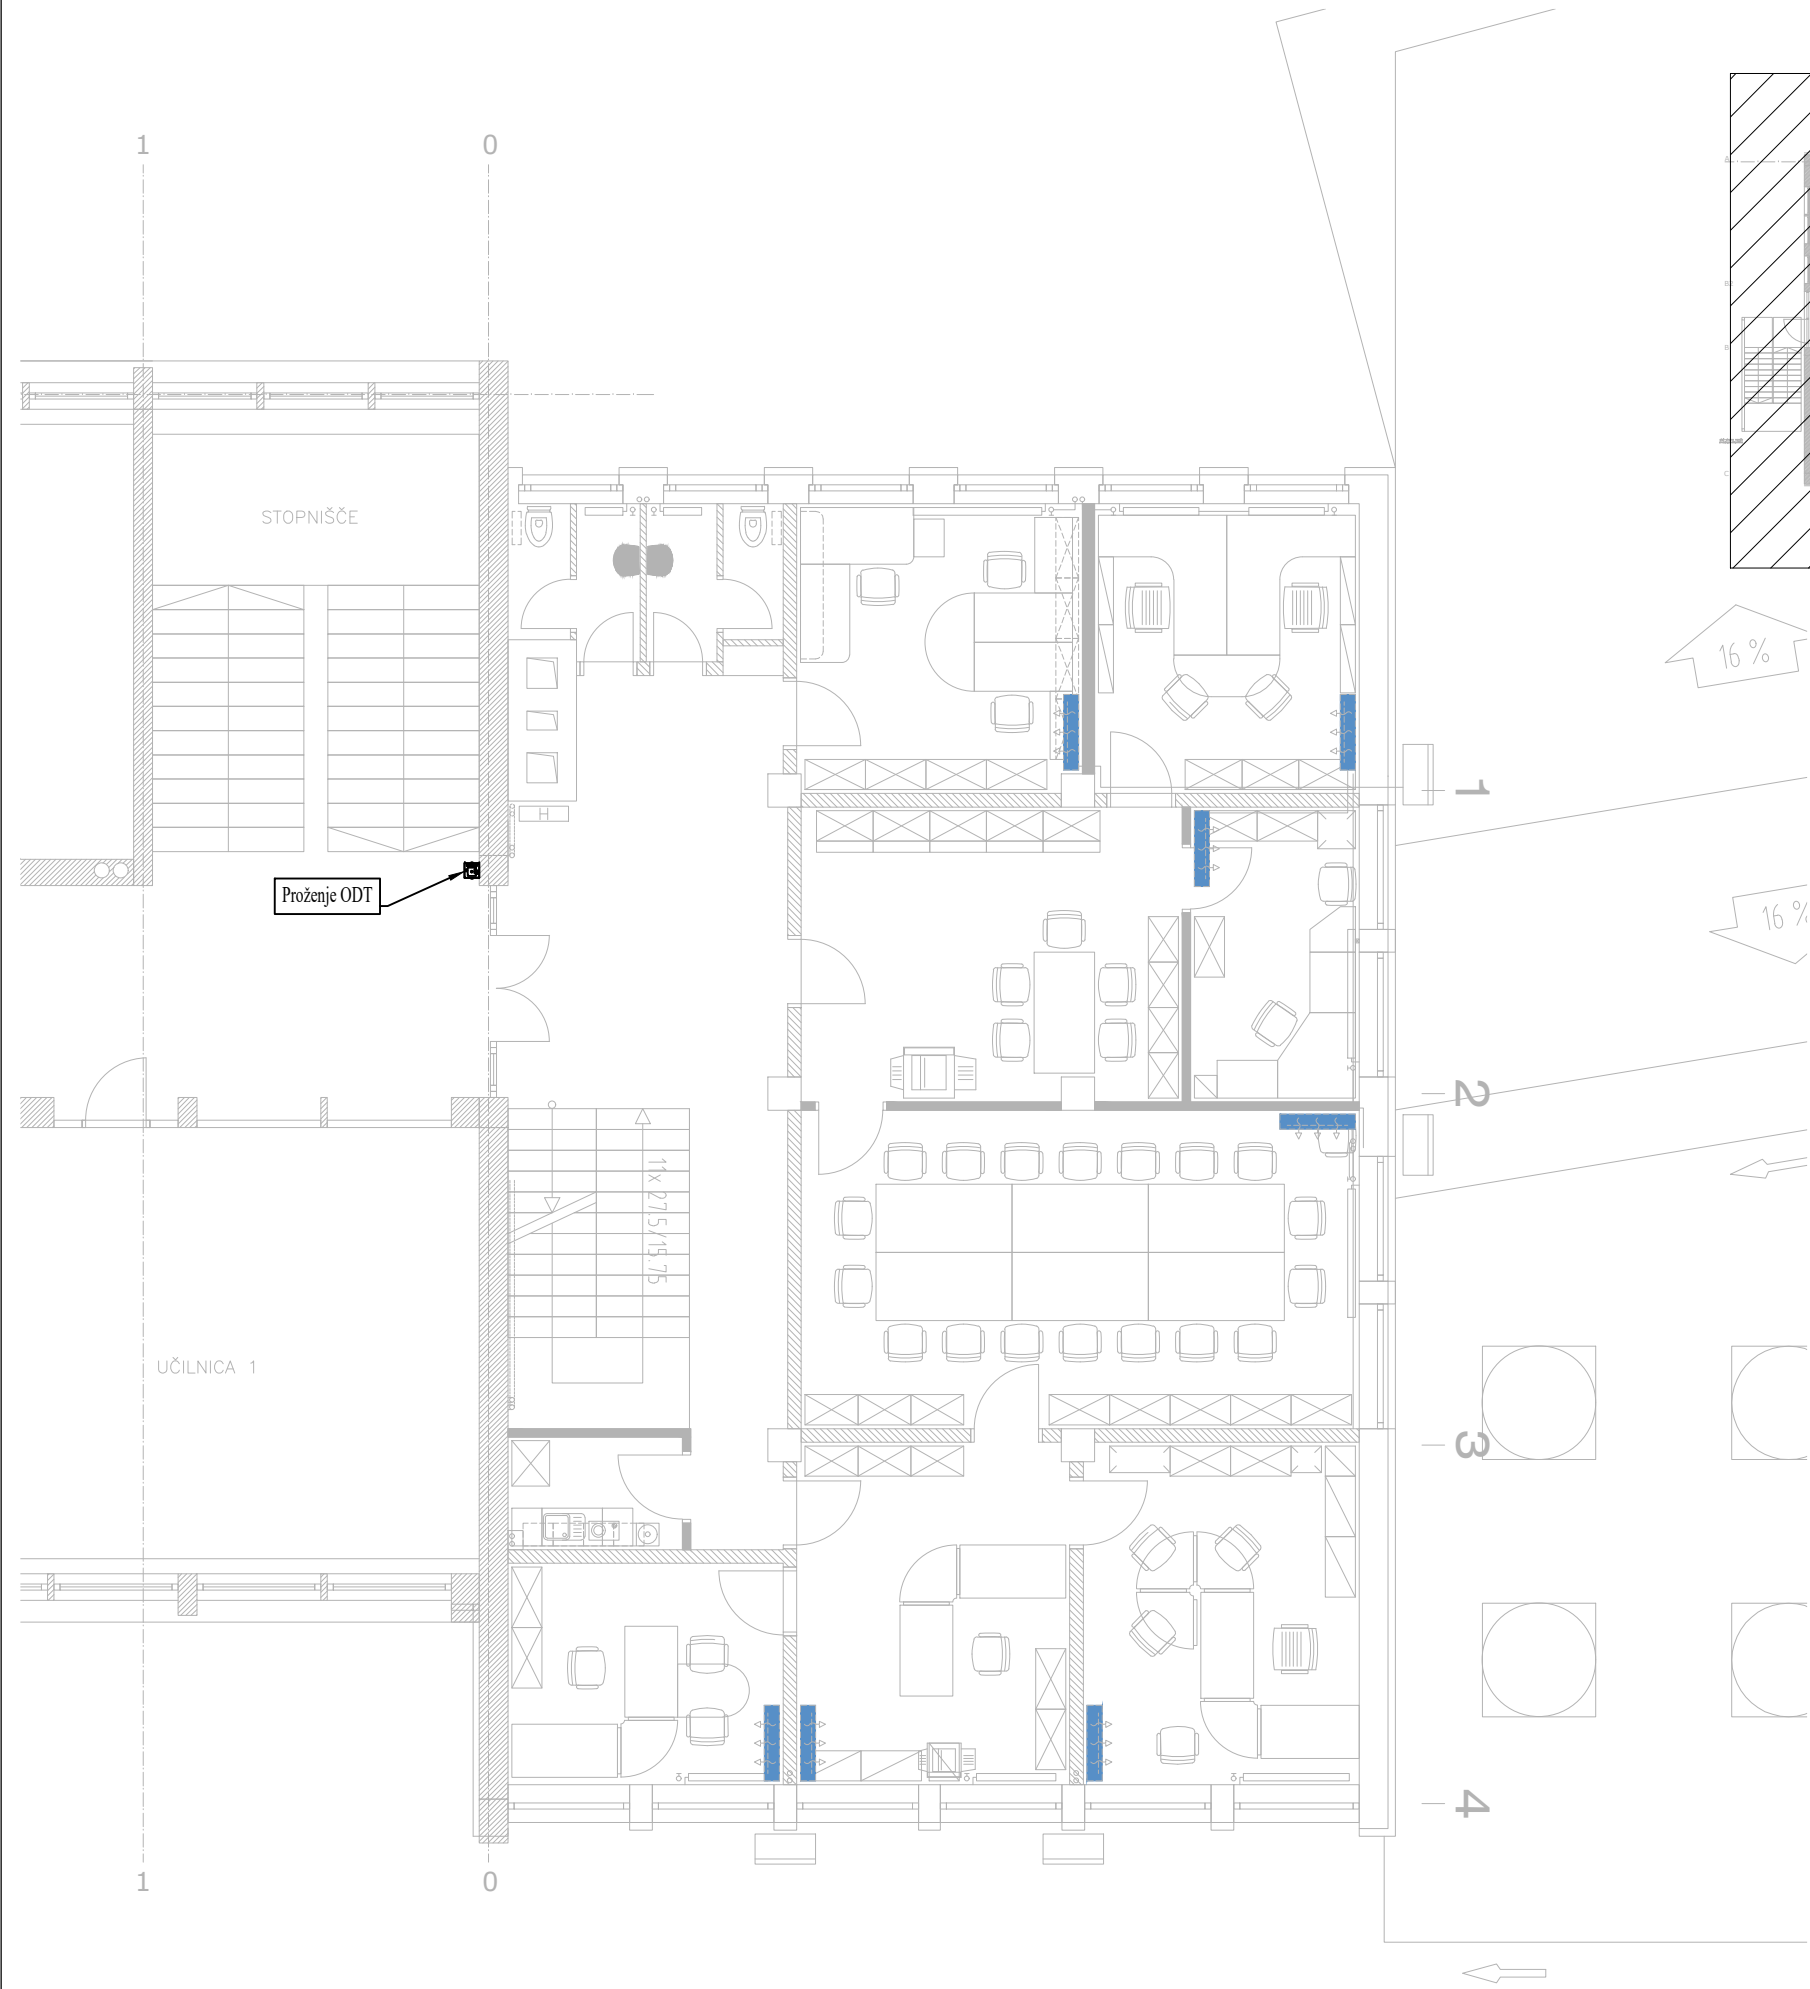 1
0
STOPNIŠČE
16 %
1
H
Proženje ODT
16 %
2
11x 27.5/15.75
UČILNICA 1
3
4
1
0